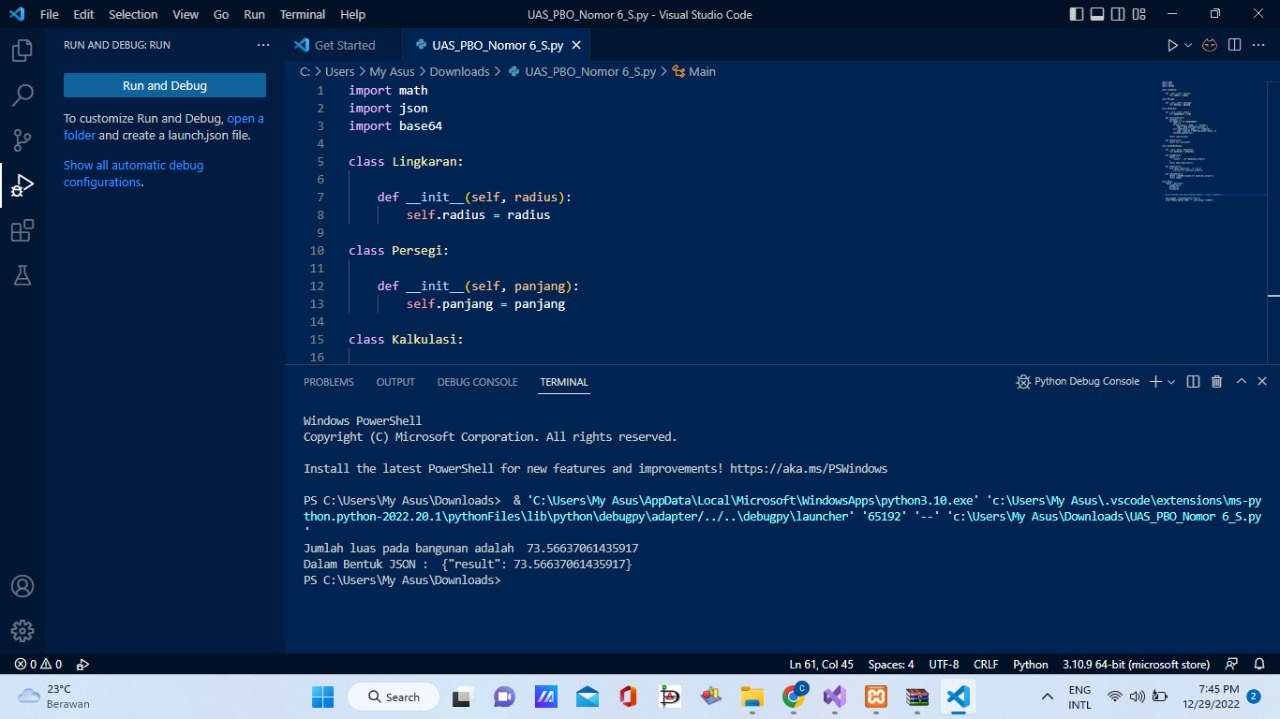 File Edit Selection View Go Run Terminal Help UAS_PBO_Nomor 6_S.py - Visual Studio Code
RUN AND DEBUG: RUN ...
Run and Debug
To customize Run and Debug, open a
folder and create a launch.json file.
Show all automatic debug
configurations.
Get Started UAS_PBO_Nomor 6_S.py
C: > Users > My Asus > Downloads > UAS_PBO_Nomor 6_S.py > Main
1 import math
2 import json
3 import base64
4
5 class Lingkaran:
6
7 def __init__(self, radius):
8 self.radius = radius
9
10 class Persegi:
11
12 def __init__(self, panjang):
13 self.panjang = panjang
14
15 class Kalkulasi:
16
PROBLEMS OUTPUT DEBUG CONSOLE TERMINAL Python Debug Console
Windows PowerShell
Copyright (C) Microsoft Corporation. All rights reserved.
Install the latest PowerShell for new features and improvements! https://aka.ms/PSWindows
PS C:\Users\My Asus\Downloads> & 'C:\Users\My Asus\AppData\Local\Microsoft\WindowsApps\python3.10.exe' 'c:\Users\My Asus\.vscode\extensions\ms-py
thon.python-2022.20.1\pythonFiles\lib\python\debugpy\adapter/../..\debugpy\launcher' '65192' '--' 'c:\Users\My Asus\Downloads\UAS_PBO_Nomor 6_S.py
'
Jumlah luas pada bangunan adalah 73.56637061435917
Dalam Bentuk JSON : {"result": 73.56637061435917}
PS C:\Users\My Asus\Downloads>
0 0 Ln 61, Col 45 Spaces: 4 UTF-8 CRLF Python 3.10.9 64-bit (microsoft store)
23°C
Berawan
Search
C
ENG
INTL
7:45 PM
12/29/2022
2